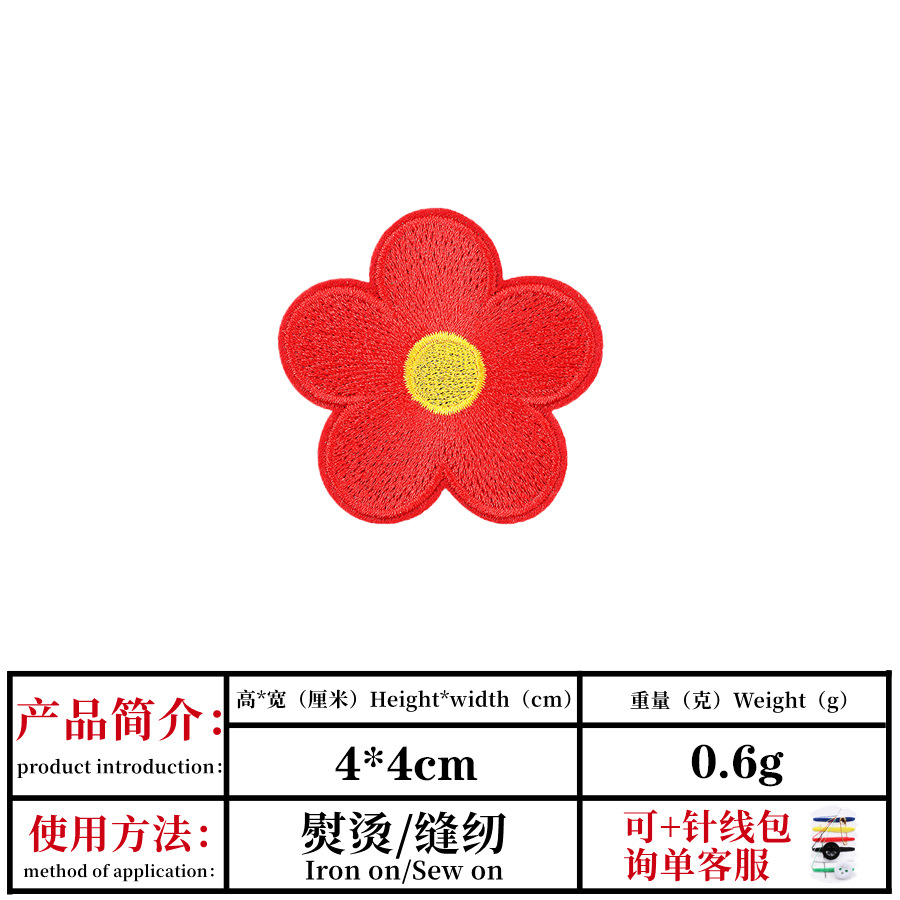 产品简介：
product introduction：
高*宽（厘米）Height*width（cm）
重量（克）Weight（g）
4*4cm
0.6g
使用方法：
method of application：
熨烫/缝纫
Iron on/Sew on
可+针线包
询单客服